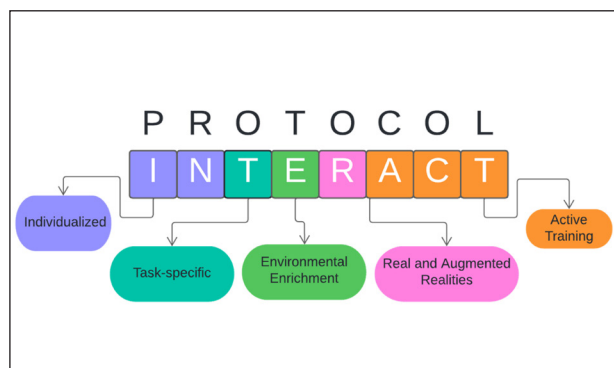 PROTOCOL
INTERACT
Individualized
Task-specific
Environmental
Enrichment
Real and Augmented
Realities
Active
Training